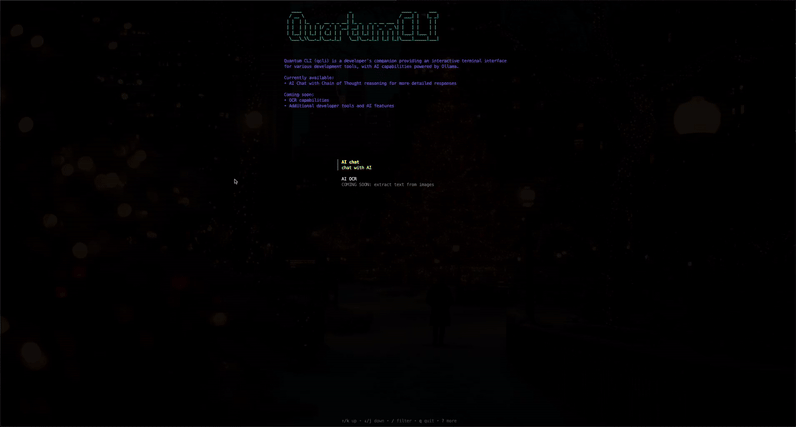 QuantumCLI
Quantum CLI (qcli) is a developer's companion providing an interactive terminal interface
for various development tools, with AI capabilities powered by Ollama.
Currently available:
• AI Chat with Chain of Thought reasoning for more detailed responses
Coming soon:
• OCR capabilities
• Additional developer tools and AI features
AI chat
chat with AI
AI OCR
COMING SOON: extract text from images
↑/k up • ↓/j down • / filter • q quit • ? more